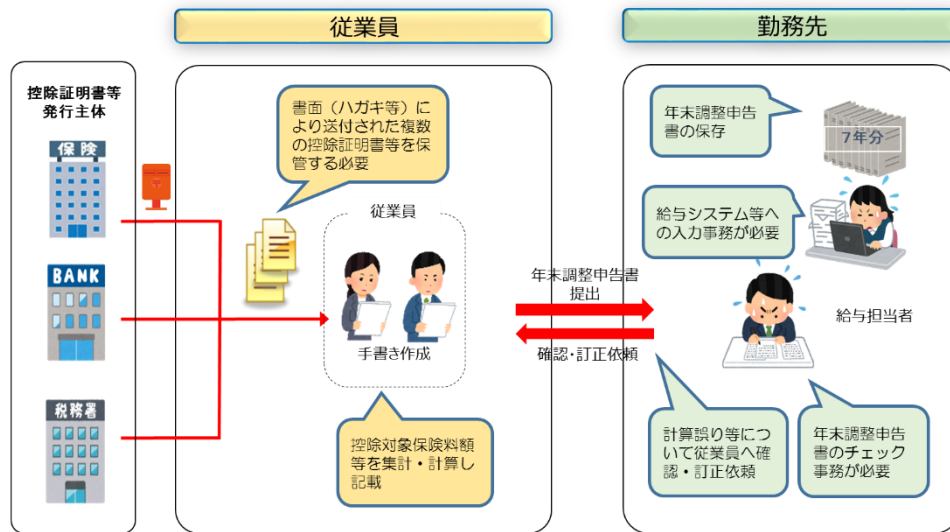 従業員
勤務先
控除証明書等
発行主体
保険
BANK
税務署
書面（ハガキ等）に
より送付された複数
の控除証明書等を保
管する必要
従業員
手書き作成
控除対象保険料額
等を集計・計算し
記載
年末調整申告書
提出
確認・訂正依頼
年末調整申告
書の保存
7年分
給与システム等へ
の入力事務が必要
給与担当者
計算誤り等につい
て従業員へ確
認・訂正依頼
年末調整申告
書のチェック
事務が必要